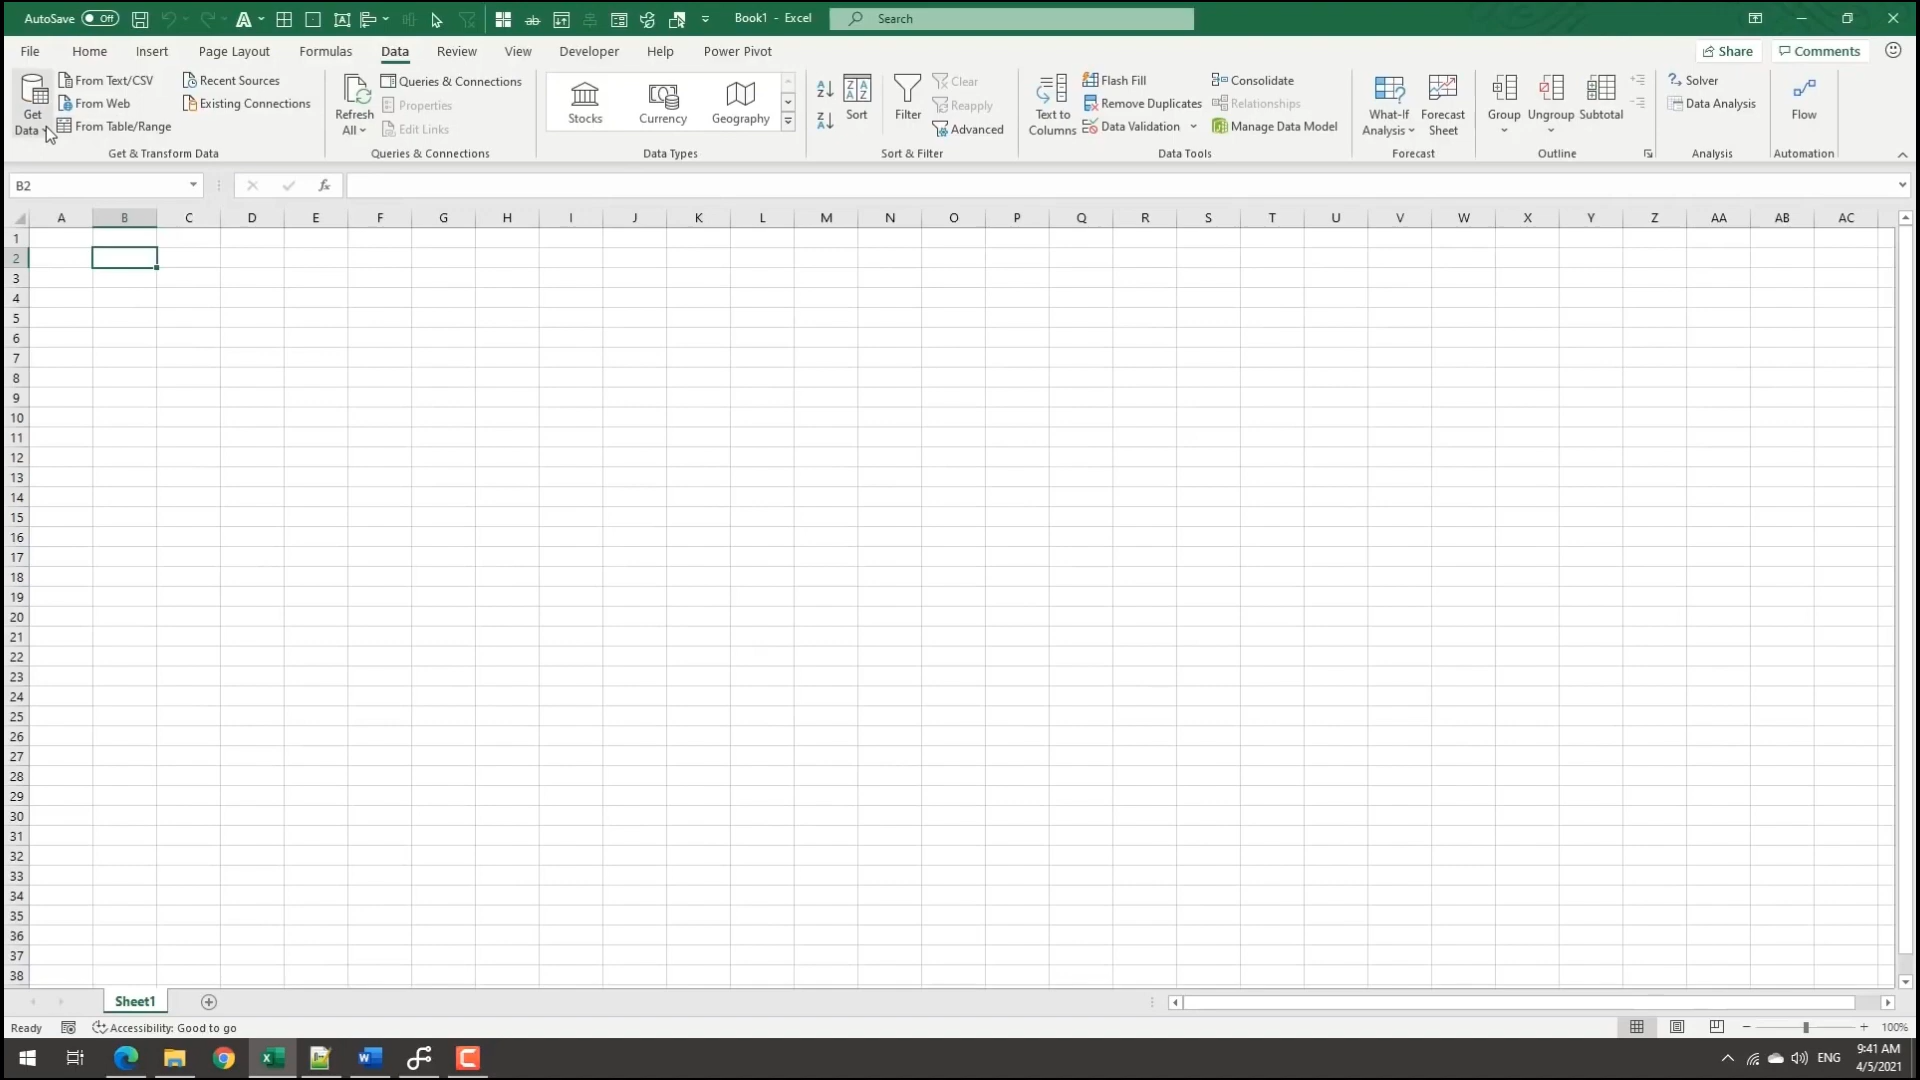 AutoSave Off Book1 - Excel Search
File Home Insert Page Layout Formulas Data Review View Developer Help Power Pivot Share Comments
Get Data
From Text/CSV
From Web
From Table/Range
Recent Sources
Existing Connections
Get & Transform Data
Refresh All
Queries & Connections
Properties
Edit Links
Queries & Connections
Stocks Currency Geography
Data Types
Sort
Filter
Clear
Reapply
Advanced
Sort & Filter
Text to Columns
Flash Fill
Remove Duplicates
Data Validation
Consolidate
Relationships
Manage Data Model
Data Tools
What-If Analysis
Forecast Sheet
Forecast
Group Ungroup Subtotal
Outline
Solver
Data Analysis
Analysis
Flow
Automation
B2 fx
A B C D E F G H I J K L M N O P Q R S T U V W X Y Z AA AB AC
1
2
3
4
5
6
7
8
9
10
11
12
13
14
15
16
17
18
19
20
21
22
23
24
25
26
27
28
29
30
31
32
33
34
35
36
37
38
Sheet1
Ready Accessibility: Good to go 100%
ENG 9:41 AM
4/5/2021